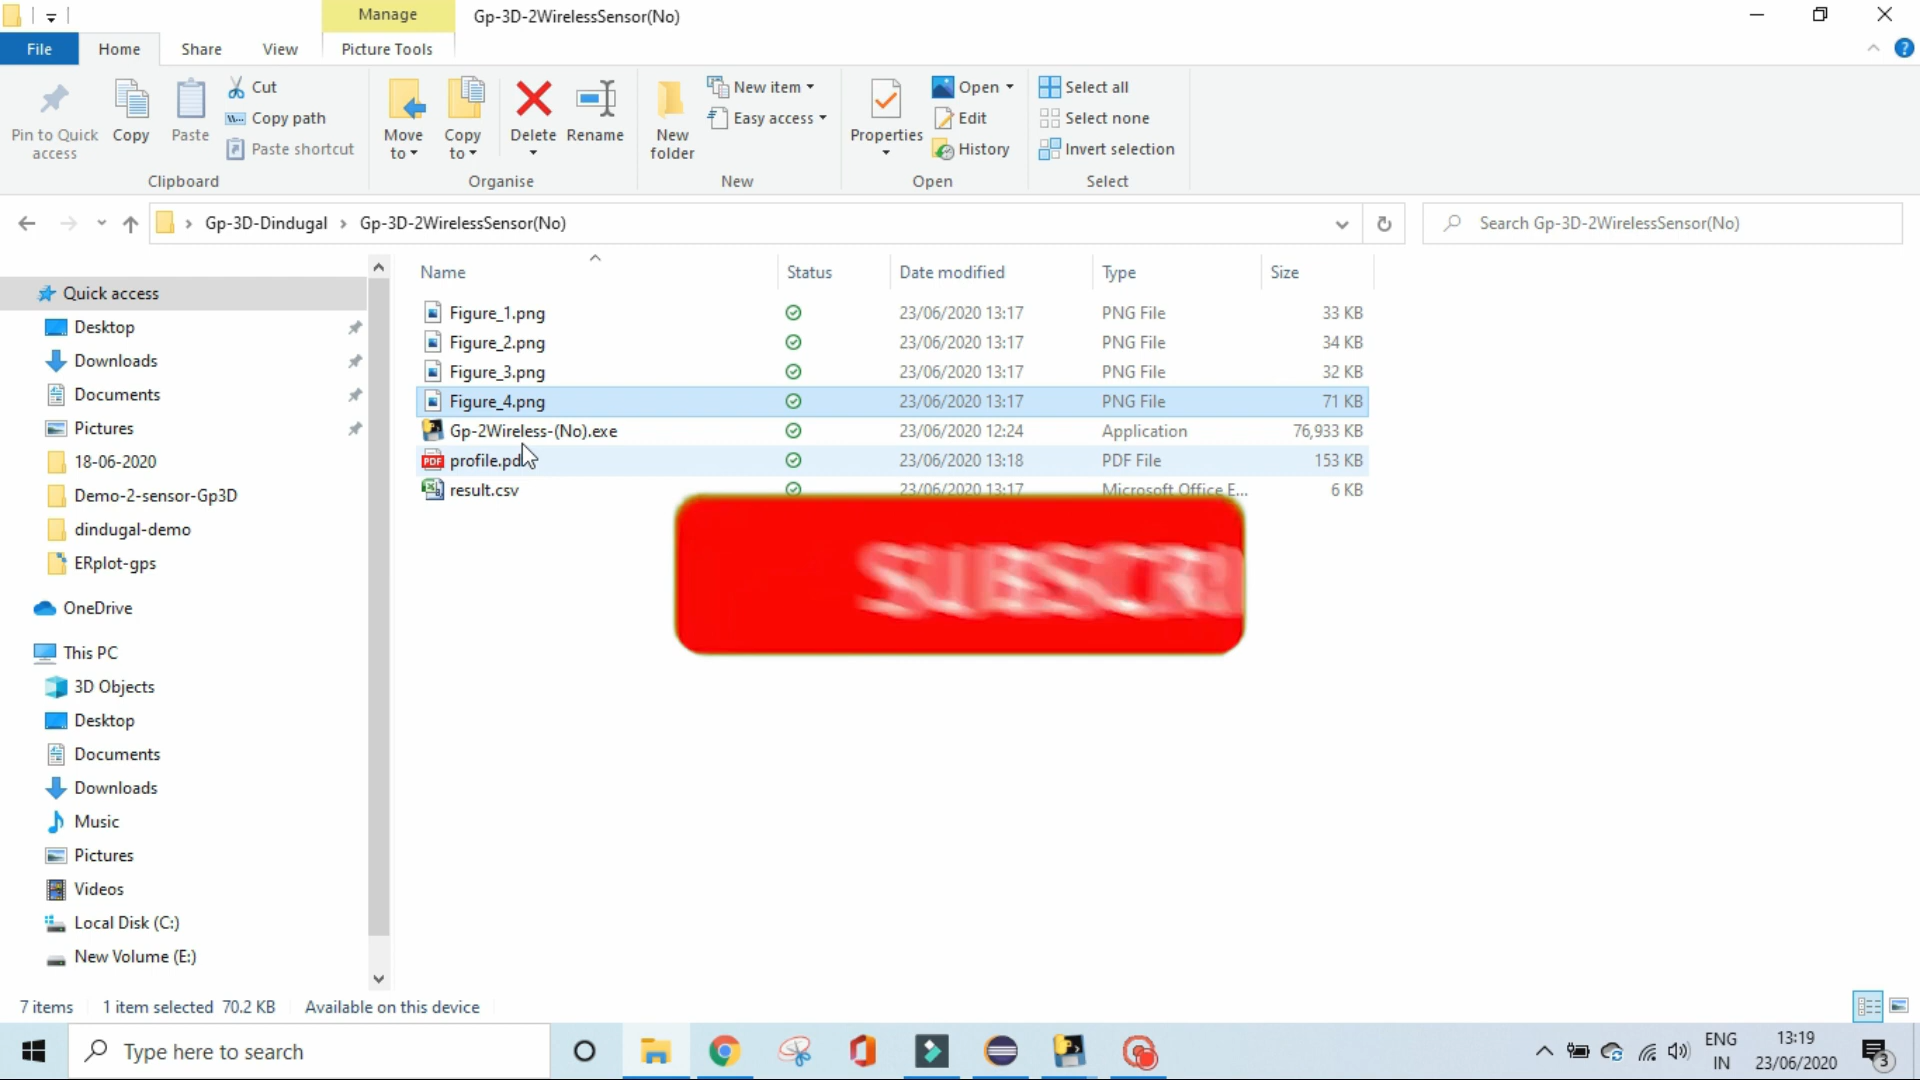 Manage
Gp-3D-2WirelessSensor(No)
File
Home
Share
View
Picture Tools
Pin to Quick access
Copy
Paste
Cut
Copy path
Paste shortcut
Clipboard
Move to
Copy to
Delete
Rename
Organise
New folder
New item
Easy access
New
Properties
Open
Edit
History
Open
Select all
Select none
Invert selection
Select
Gp-3D-Dindugal
Gp-3D-2WirelessSensor(No)
Search Gp-3D-2WirelessSensor(No)
Name Status Date modified Type Size
Figure_1.png 23/06/2020 13:17 PNG File 33 KB
Figure_2.png 23/06/2020 13:17 PNG File 34 KB
Figure_3.png 23/06/2020 13:17 PNG File 32 KB
Figure_4.png 23/06/2020 13:17 PNG File 71 KB
Gp-2Wireless-(No).exe 23/06/2020 12:24 Application 76,933 KB
profile.pd 23/06/2020 13:18 PDF File 153 KB
result.csv 23/06/2020 13:17 Microsoft Office E... 6 KB
Quick access
Desktop
Downloads
Documents
Pictures
18-06-2020
Demo-2-sensor-Gp3D
dindugal-demo
ERplot-gps
OneDrive
This PC
3D Objects
Desktop
Documents
Downloads
Music
Pictures
Videos
Local Disk (C:)
New Volume (E:)
7 items
1 item selected 70.2 KB
Available on this device
Type here to search
ENG
IN
13:19
23/06/2020
3